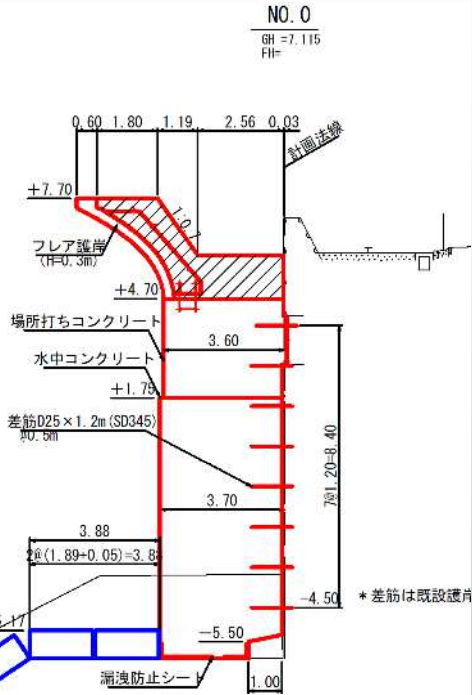 NO.0
GH =7.115
FH=
0.60 1.80 1.19 2.56 0.03
計画法線
+7.70
1:0.7
フレア護岸
(H=0.3m)
+4.70
場所打ちコンクリート
3.60
水中コンクリート
+1.75
差筋D25×1.2m(SD345)
@0.5m
7@1.20=8.40
3.70
3.88
2@(1.89+0.05)=3.88
-4.50
*差筋は既設護岸
5.17
-5.50
漏洩防止シート
1.00